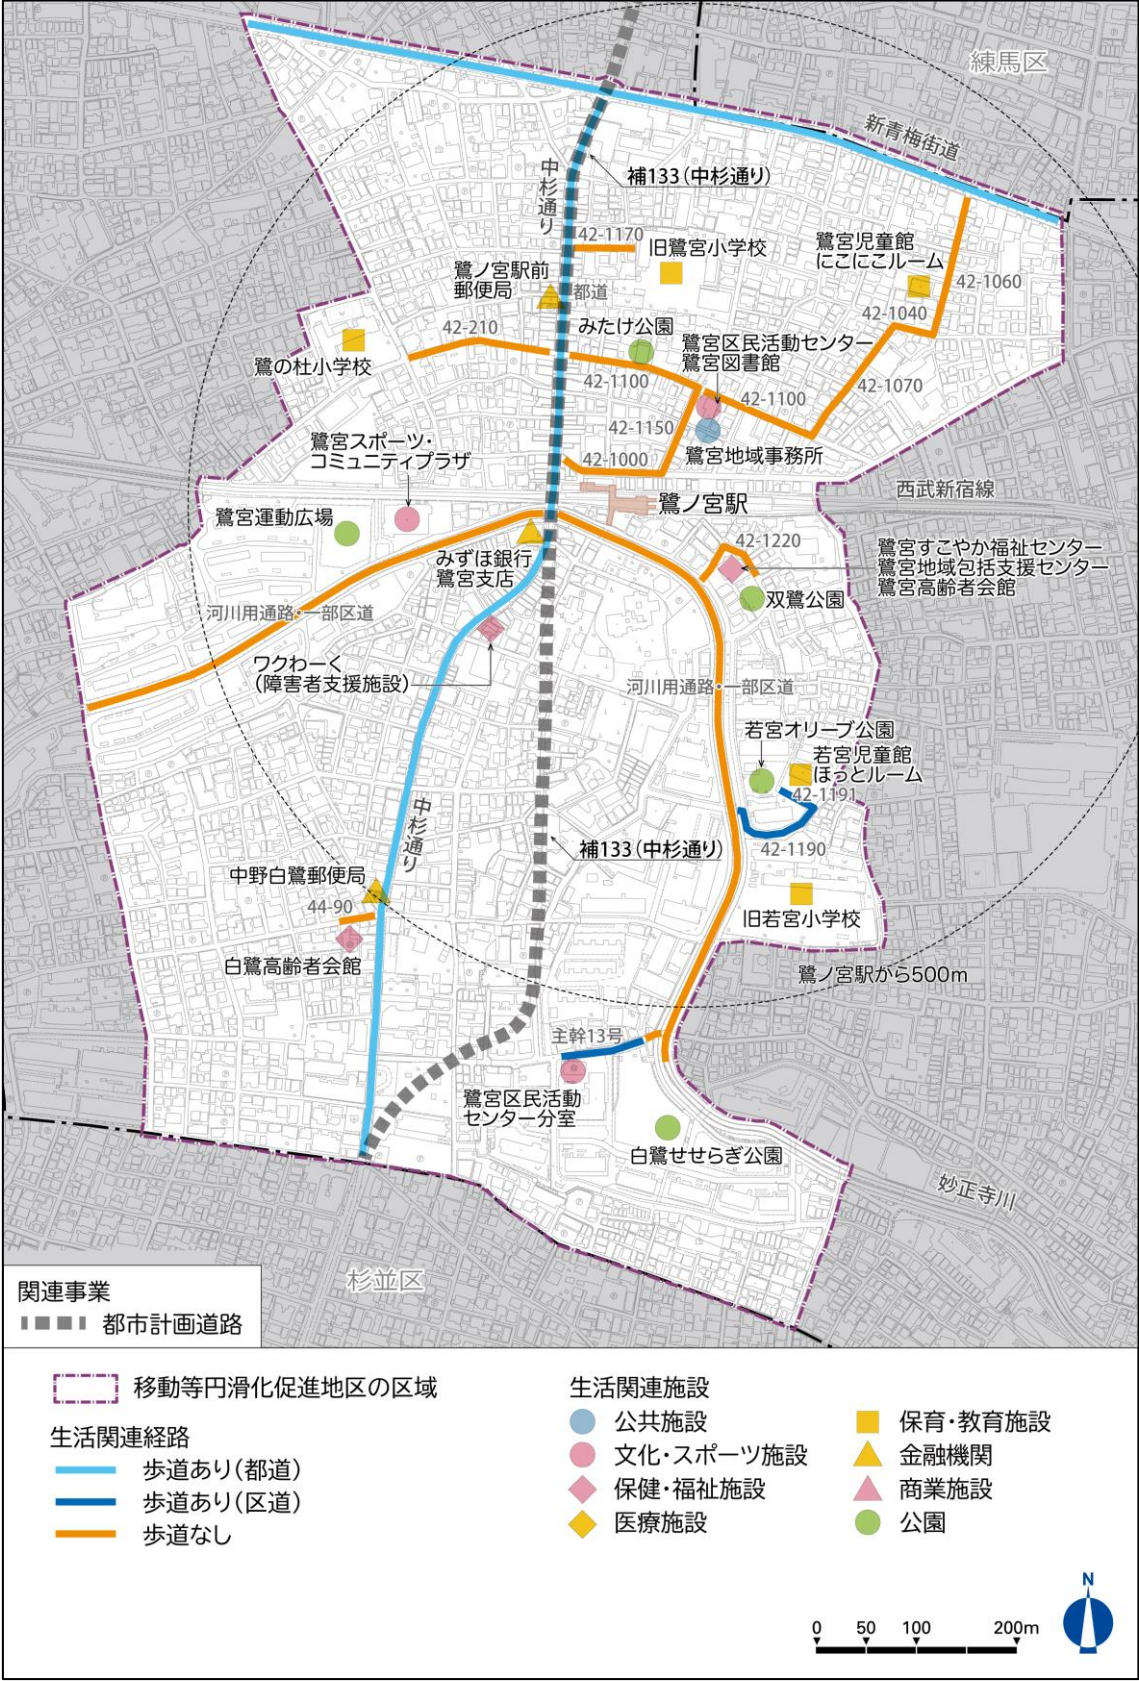 練馬区
新青梅街道
補133(中杉通り)
中杉通り
42-1170
旧鷺宮小学校
鷺宮児童館
にこにこルーム
鷺ノ宮駅前
郵便局
都道
42-1060
42-1040
42-210
みたけ公園
鷺宮区民活動センター
鷺宮図書館
鷺の杜小学校
42-1100
42-1100
42-1070
42-1150
鷺宮スポーツ・
コミュニティプラザ
42-1000
鷺宮地域事務所
西武新宿線
鷺ノ宮駅
鷺宮運動広場
みずほ銀行
鷺宮支店
42-1220
鷺宮すこやか福祉センター
鷺宮地域包括支援センター
鷺宮高齢者会館
双鷺公園
河川用通路・一部区道
ワクわーく
(障害者支援施設)
河川用通路・一部区道
若宮オリーブ公園
若宮児童館
ほっとルーム
42-1191
中杉通り
補133(中杉通り)
42-1190
中野白鷺郵便局
44-90
旧若宮小学校
白鷺高齢者会館
鷺ノ宮駅から500m
主幹13号
鷺宮区民活動
センター分室
白鷺せせらぎ公園
妙正寺川
杉並区
関連事業
都市計画道路
移動等円滑化促進地区の区域
生活関連経路
歩道あり(都道)
歩道あり(区道)
歩道なし
生活関連施設
公共施設
文化・スポーツ施設
保健・福祉施設
医療施設
保育・教育施設
金融機関
商業施設
公園
N
0 50 100 200m